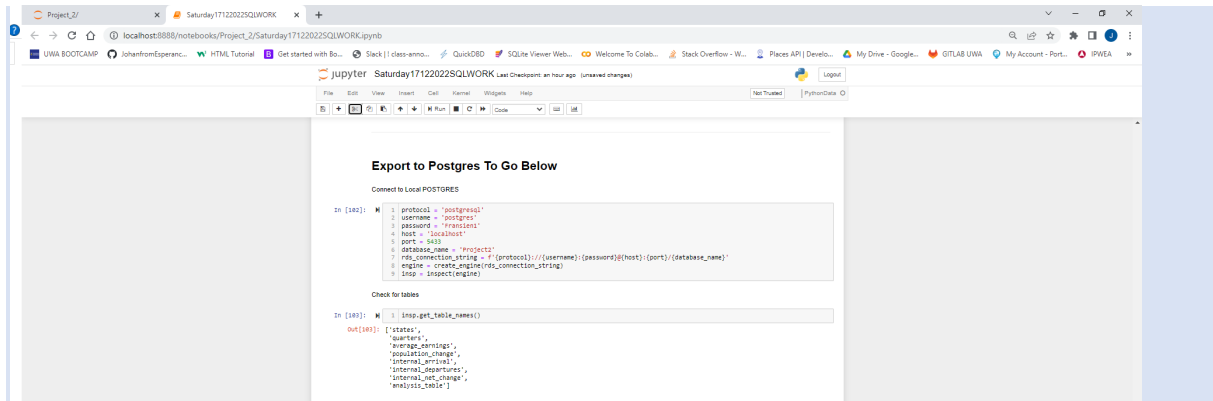 Project_2/
Saturday17122022SQLWORK
localhost:8888/notebooks/Project_2/Saturday17122022SQLWORK.ipynb
UWA BOOTCAMP
JohanfromEsperanc...
HTML Tutorial
Get started with Bo...
Slack | 1 class-anno...
QuickDBD
SQLite Viewer Web...
Welcome To Colab...
Stack Overflow - W...
Places API | Develo...
My Drive - Google...
GITLAB UWA
My Account - Port...
IPWEA
»
jupyter Saturday17122022SQLWORK Last Checkpoint: an hour ago (unsaved changes)
Logout
File Edit View Insert Cell Kernel Widgets Help
Not Trusted
PythonData
Run
Code
Export to Postgres To Go Below
Connect to Local POSTGRES
In [102]:
1 protocol = 'postgresql'
2 username = 'postgres'
3 password = 'Fransien1'
4 host = 'localhost'
5 port = 5433
6 database_name = 'Project2'
7 rds_connection_string = f'{protocol}://{username}:{password}@{host}:{port}/{database_name}'
8 engine = create_engine(rds_connection_string)
9 insp = inspect(engine)
Check for tables
In [103]:
1 insp.get_table_names()
Out[103]: ['states',
'quarters',
'average_earnings',
'population_change',
'internal_arrival',
'internal_departures',
'internal_net_change',
'analysis_table']